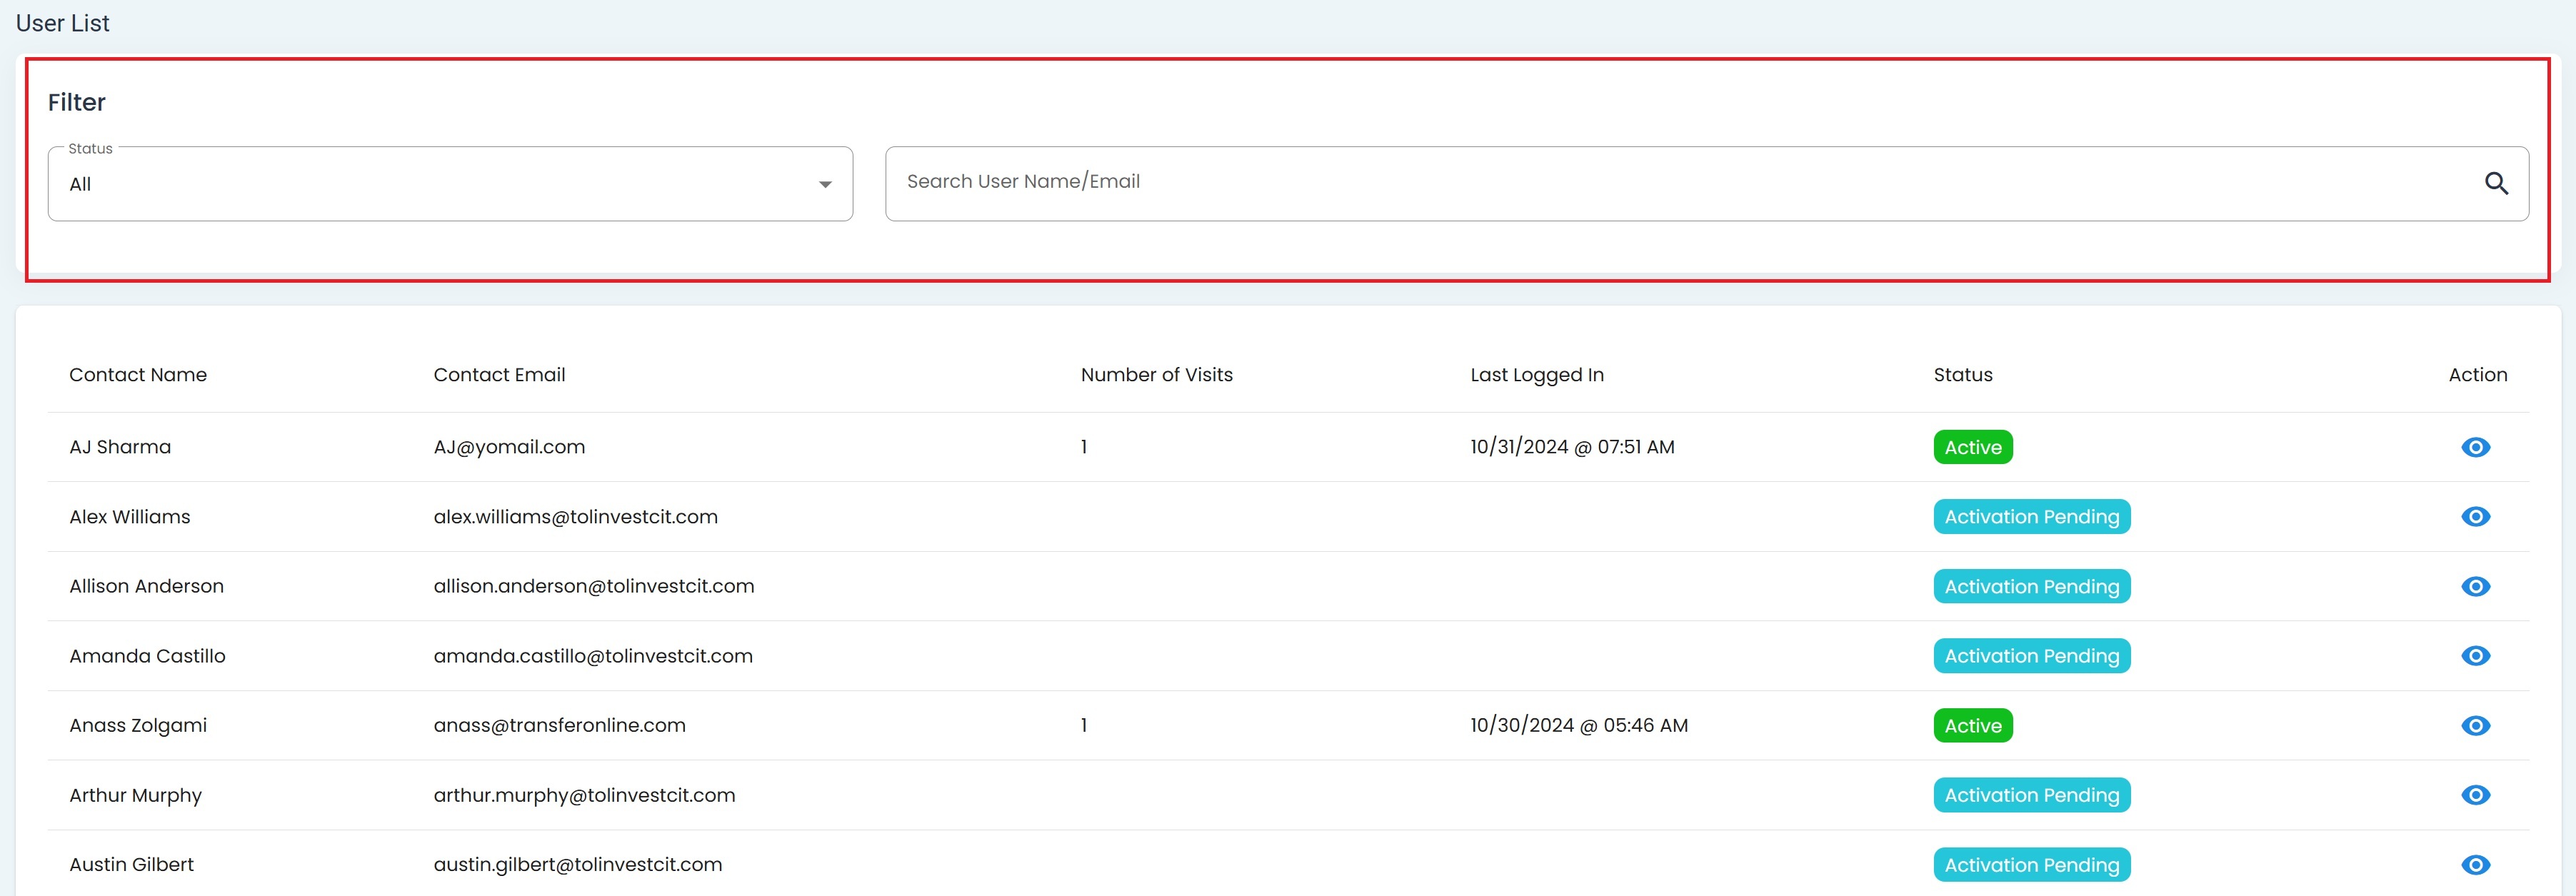 User List
Filter
Status
All
Search User Name/Email
Contact Name Contact Email Number of Visits Last Logged In Status Action
AJ Sharma AJ@yomail.com 1 10/31/2024 @ 07:51 AM Active
Alex Williams alex.williams@tolinvestcit.com Activation Pending
Allison Anderson allison.anderson@tolinvestcit.com Activation Pending
Amanda Castillo amanda.castillo@tolinvestcit.com Activation Pending
Anass Zolgami anass@transferonline.com 1 10/30/2024 @ 05:46 AM Active
Arthur Murphy arthur.murphy@tolinvestcit.com Activation Pending
Austin Gilbert austin.gilbert@tolinvestcit.com Activation Pending